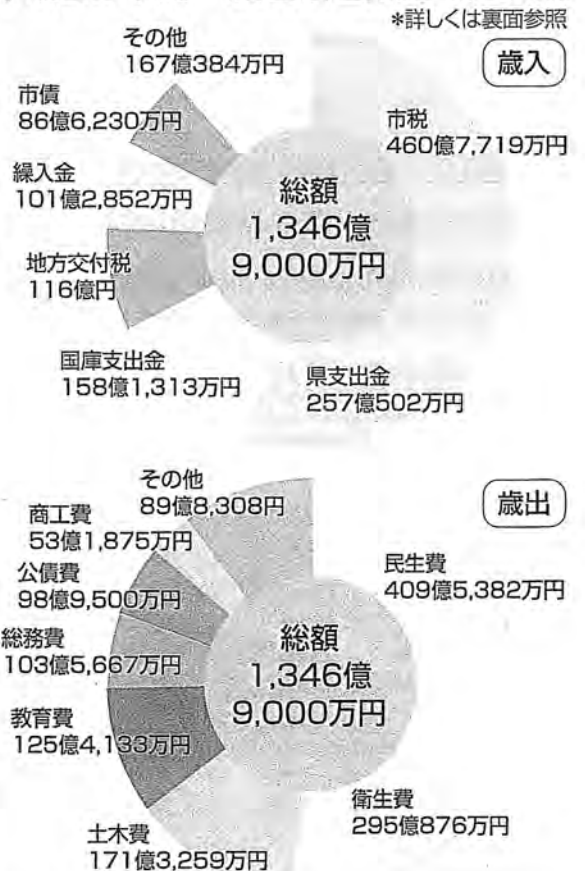 *詳しくは裏面参照
歳入
その他
167億384万円
市債
86億6,230万円
繰入金
101億2,852万円
地方交付税
116億円
国庫支出金
158億1,313万円
県支出金
257億502万円
市税
460億7,719万円
総額
1,346億
9,000万円
歳出
その他
89億8,308円
商工費
53億1,875万円
公債費
98億9,500万円
総務費
103億5,667万円
教育費
125億4,133万円
土木費
171億3,259万円
衛生費
295億876万円
民生費
409億5,382万円
総額
1,346億
9,000万円